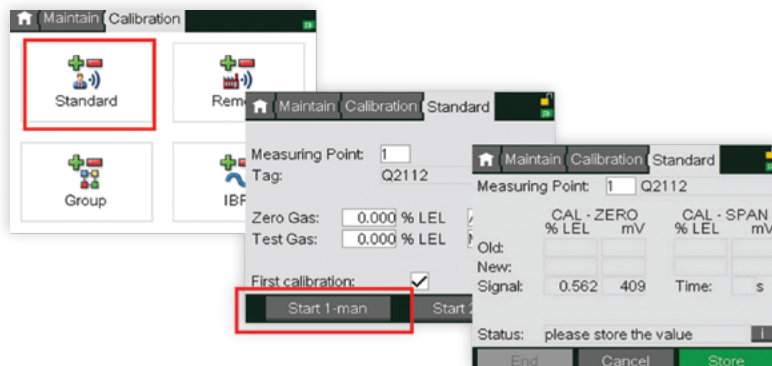 Maintain Calibration
Standard
Group
Maintain Calibration Standard
Measuring Point: 1
Tag: Q2112
Zero Gas: 0.000 % LEL
Test Gas: 0.000 % LEL
First calibration:
Start 1-man Start
Maintain Calibration Standard
Measuring Point: 1 Q2112
CAL - ZERO CAL - SPAN
% LEL mV % LEL mV
Old:
New:
Signal: 0.562 409 Time: s
Status: please store the value i
End Cancel Store